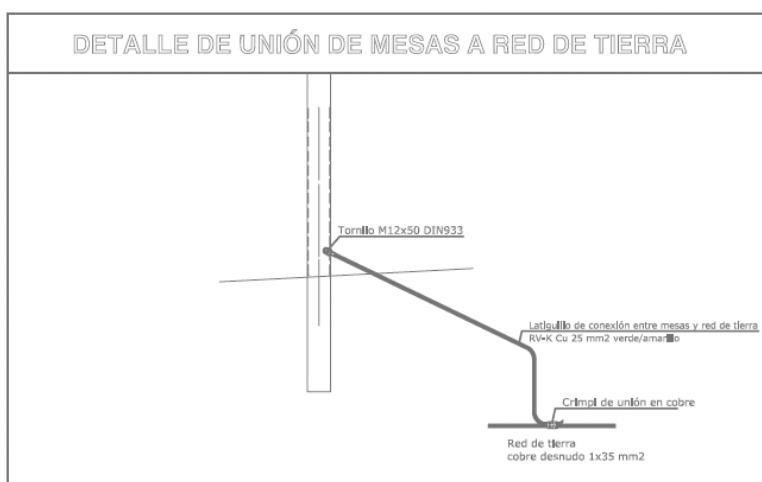 DETALLE DE UNIÓN DE MESAS A RED DE TIERRA
Tornillo M12x50 DIN933
Latiguillo de conexión entre mesas y red de tierra
RV-K Cu 25 mm2 verde/amarillo
Crimpi de unión en cobre
Red de tierra
cobre desnudo 1x35 mm2